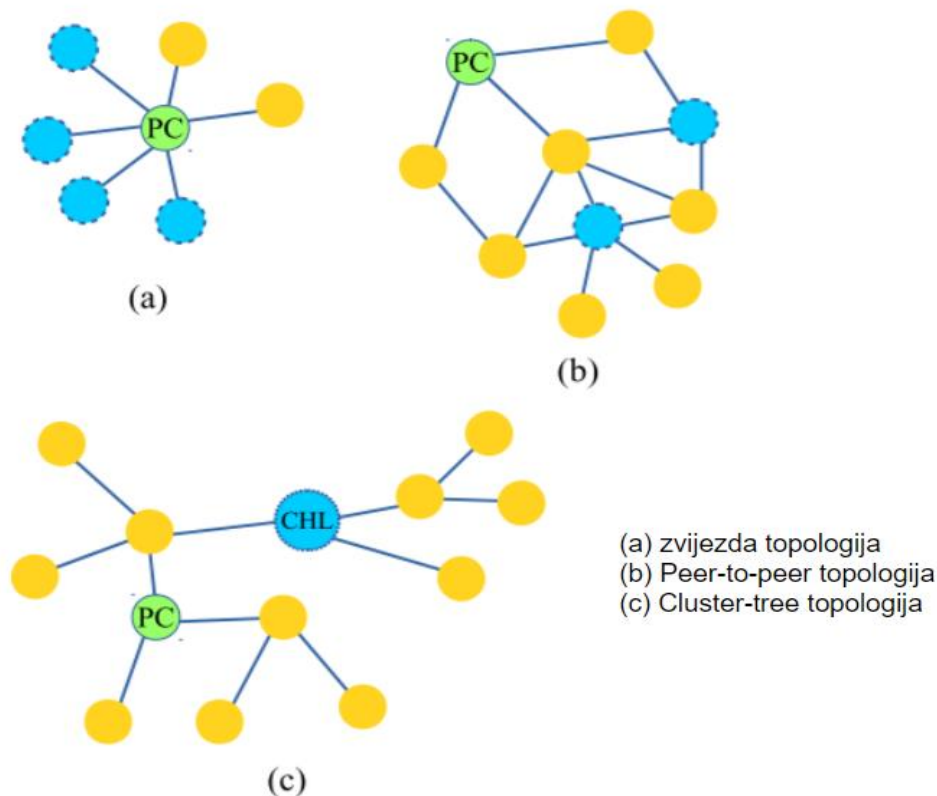 PC
PC
(a)
(b)
CHL
PC
(a) zvijezda topologija
(b) Peer-to-peer topologija
(c) Cluster-tree topologija
(c)